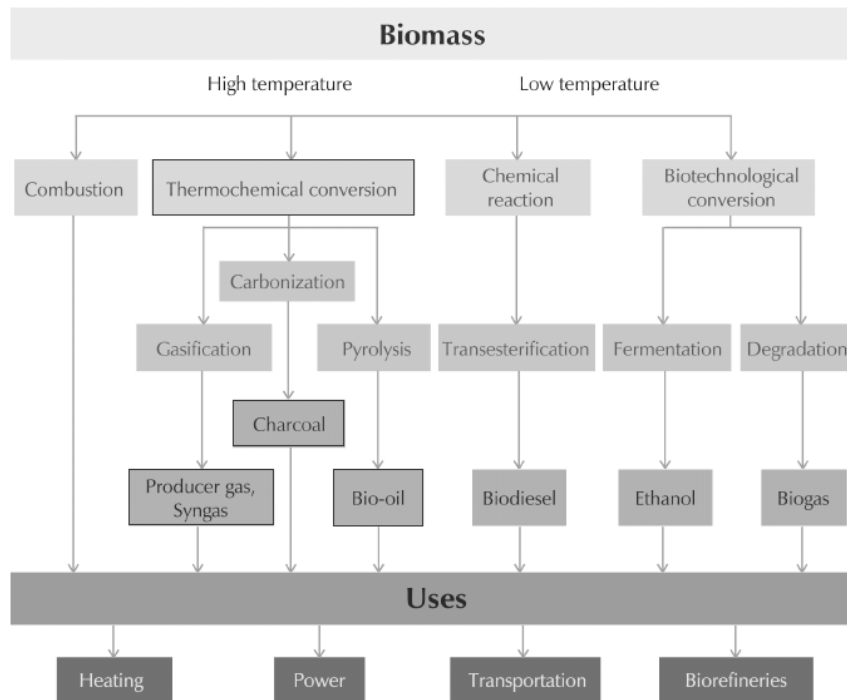 Biomass
High temperature
Low temperature
Combustion
Thermochemical conversion
Chemical
reaction
Biotechnological
conversion
Carbonization
Gasification
Pyrolysis
Transesterification
Fermentation
Degradation
Charcoal
Producer gas,
Syngas
Bio-oil
Biodiesel
Ethanol
Biogas
Uses
Heating
Power
Transportation
Biorefineries